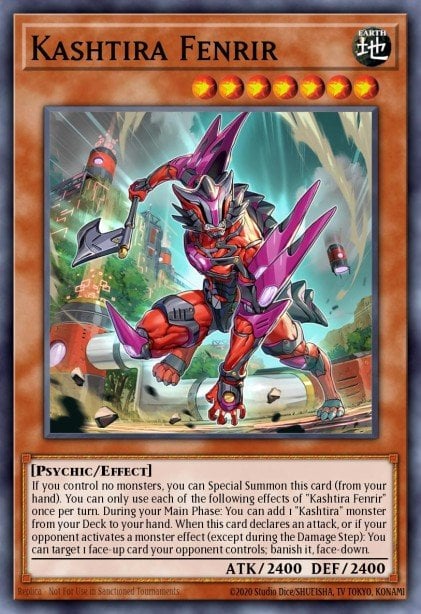 Kashtira Fenrir
EARTH
地
[Psychic/Effect]
If you control no monsters, you can Special Summon this card (from your
hand). You can only use each of the following effects of "Kashtira Fenrir"
once per turn. During your Main Phase: You can add 1 "Kashtira" monster
from your Deck to your hand. When this card declares an attack, or if your
opponent activates a monster effect (except during the Damage Step): You
can target 1 face-up card your opponent controls; banish it, face-down.
ATK/2400 DEF/2400
Replica - Not For Use in Sanctioned Tournaments
©2020 Studio Dice/SHUEISHA, TV TOKYO, KONAMI